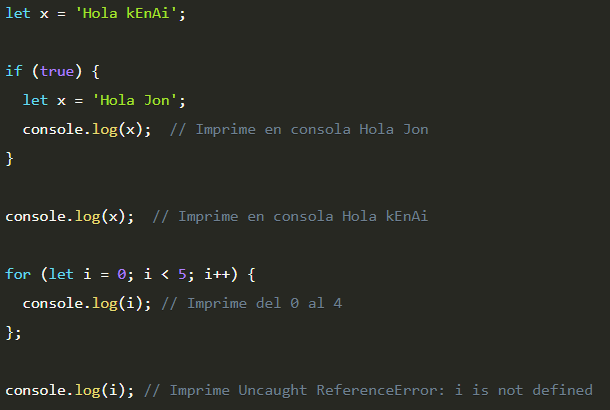 let x = 'Hola kEnAi';
if (true) {
let x = 'Hola Jon';
console.log(x);  // Imprime en consola Hola Jon
}
console.log(x);  // Imprime en consola Hola kEnAi
for (let i = 0; i < 5; i++) {
console.log(i); // Imprime del 0 al 4
};
console.log(i); // Imprime Uncaught ReferenceError: i is not defined